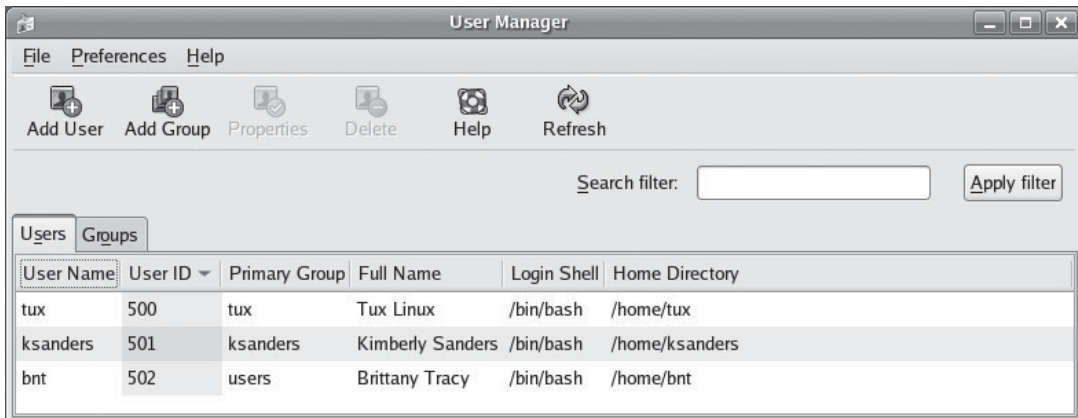 User Manager
File Preferences Help
Add User Add Group Properties Delete Help Refresh
Search filter: Apply filter
Users Groups
User Name User ID Primary Group Full Name Login Shell Home Directory
tux 500 tux Tux Linux /bin/bash /home/tux
ksanders 501 ksanders Kimberly Sanders /bin/bash /home/ksanders
bnt 502 users Brittany Tracy /bin/bash /home/bnt